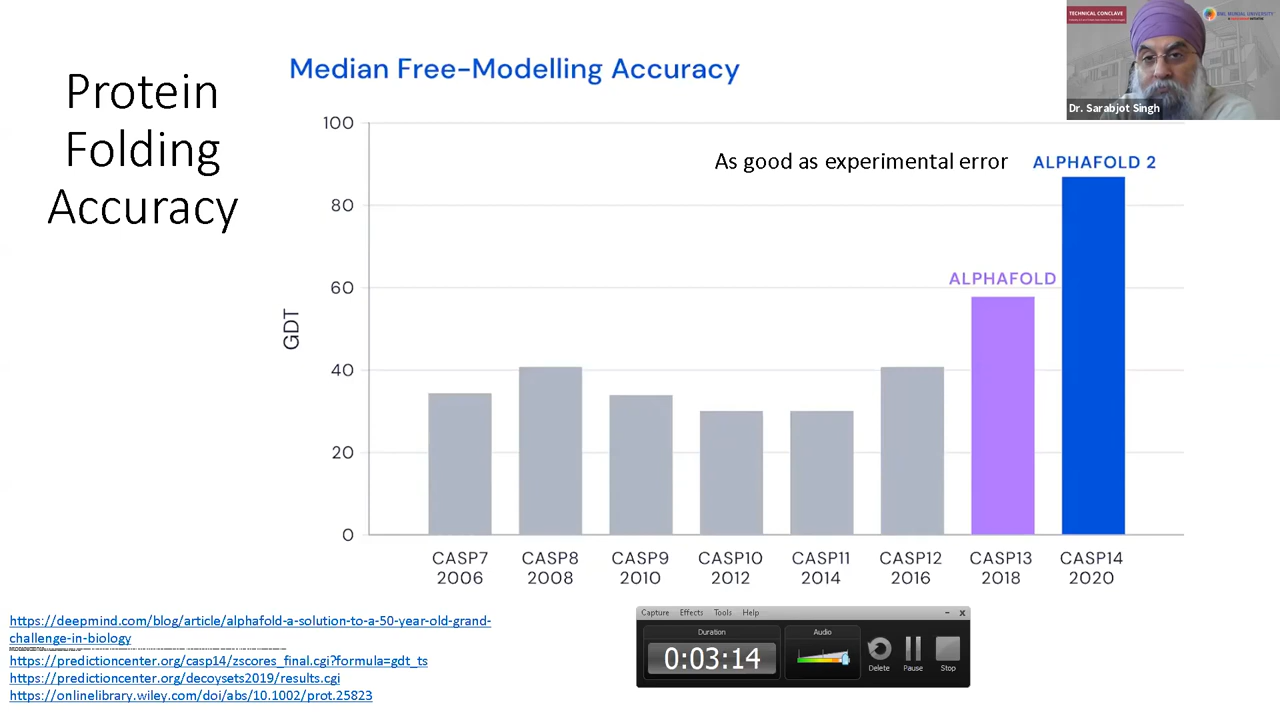 TECHNICAL CONCLAVE
BML MUNJAL UNIVERSITY
Dr. Sarabjot Singh
Protein
Folding
Accuracy
Median Free-Modelling Accuracy
100
80
60
40
20
0
GDT
As good as experimental error
ALPHAFOLD 2
ALPHAFOLD
CASP7
2006
CASP8
2008
CASP9
2010
CASP10
2012
CASP11
2014
CASP12
2016
CASP13
2018
CASP14
2020
https://deepmind.com/blog/article/alphafold-a-solution-to-a-50-year-old-grand-
challenge-in-biology
https://predictioncenter.org/casp14/zscores_final.cgi?formula=gdt_ts
https://predictioncenter.org/decoysets2019/results.cgi
https://onlinelibrary.wiley.com/doi/abs/10.1002/prot.25823
Capture Effects Tools Help
Duration
0:03:14
Audio
Delete
Pause
Stop